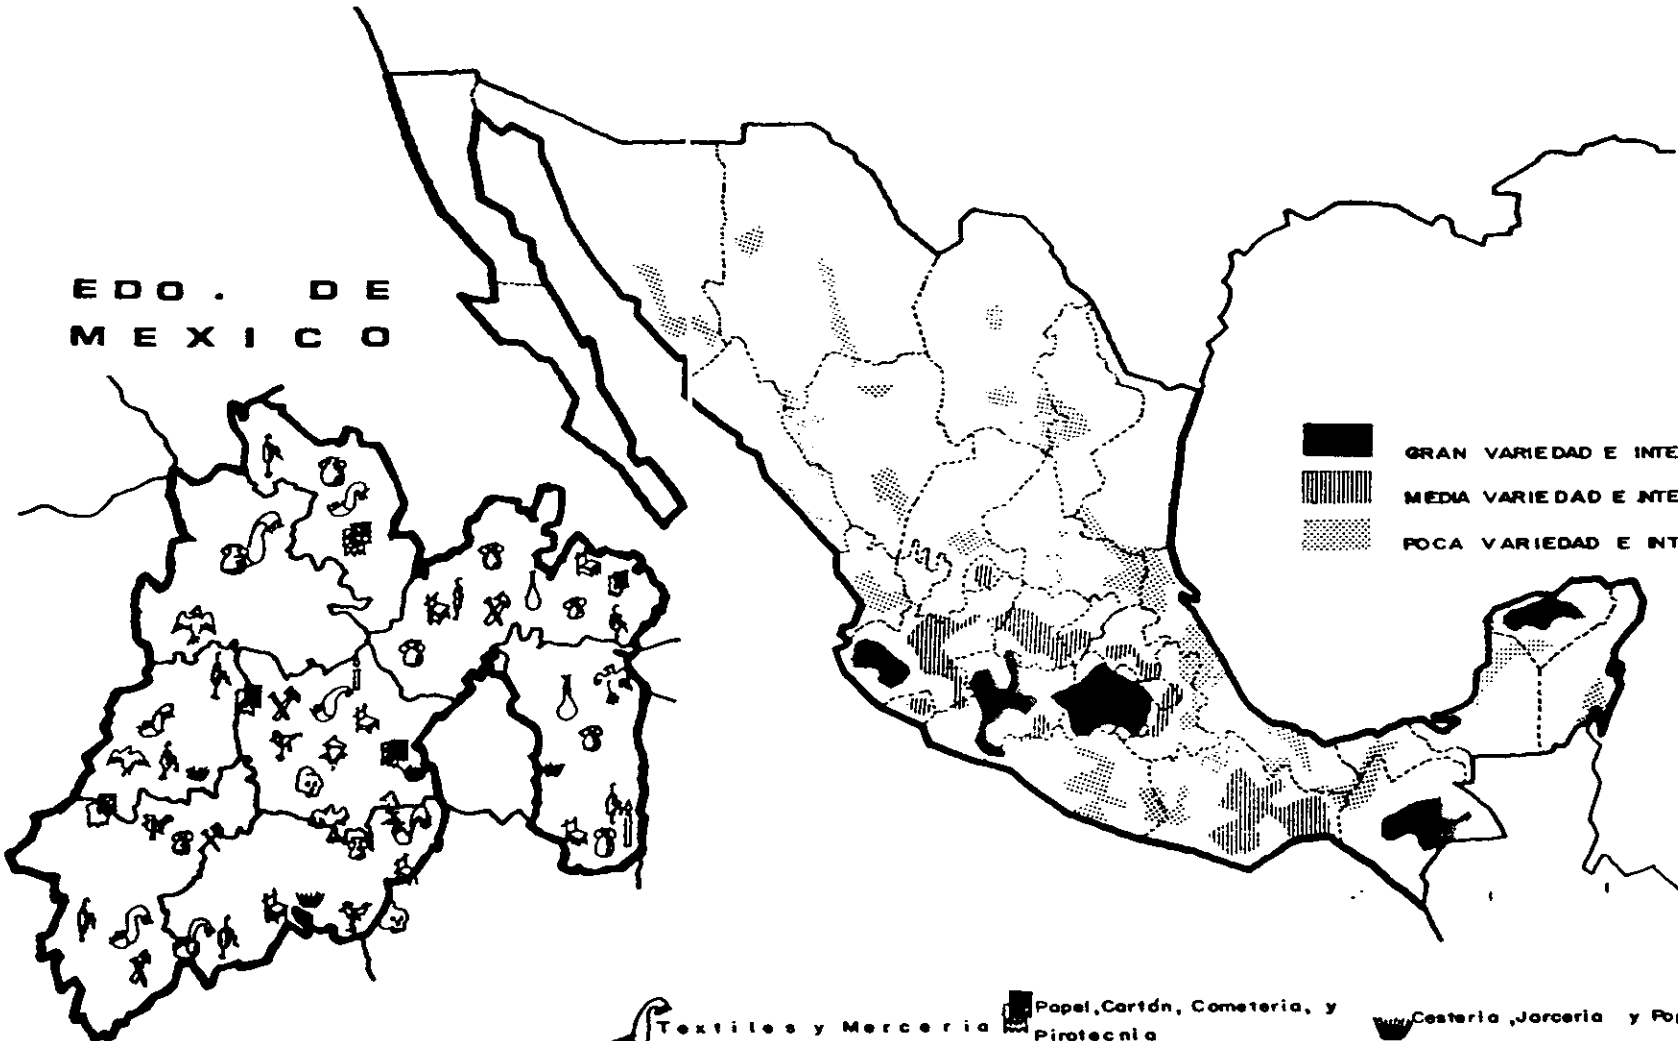 EDO. DE
MEXICO
GRAN VARIEDAD E
MEDIA VARIEDAD E
POCA VARIEDAD E
Textiles y Merceria
Papel, Cartón, Cometeria, y
Pirotecnia
Cesteria, Jarceria y